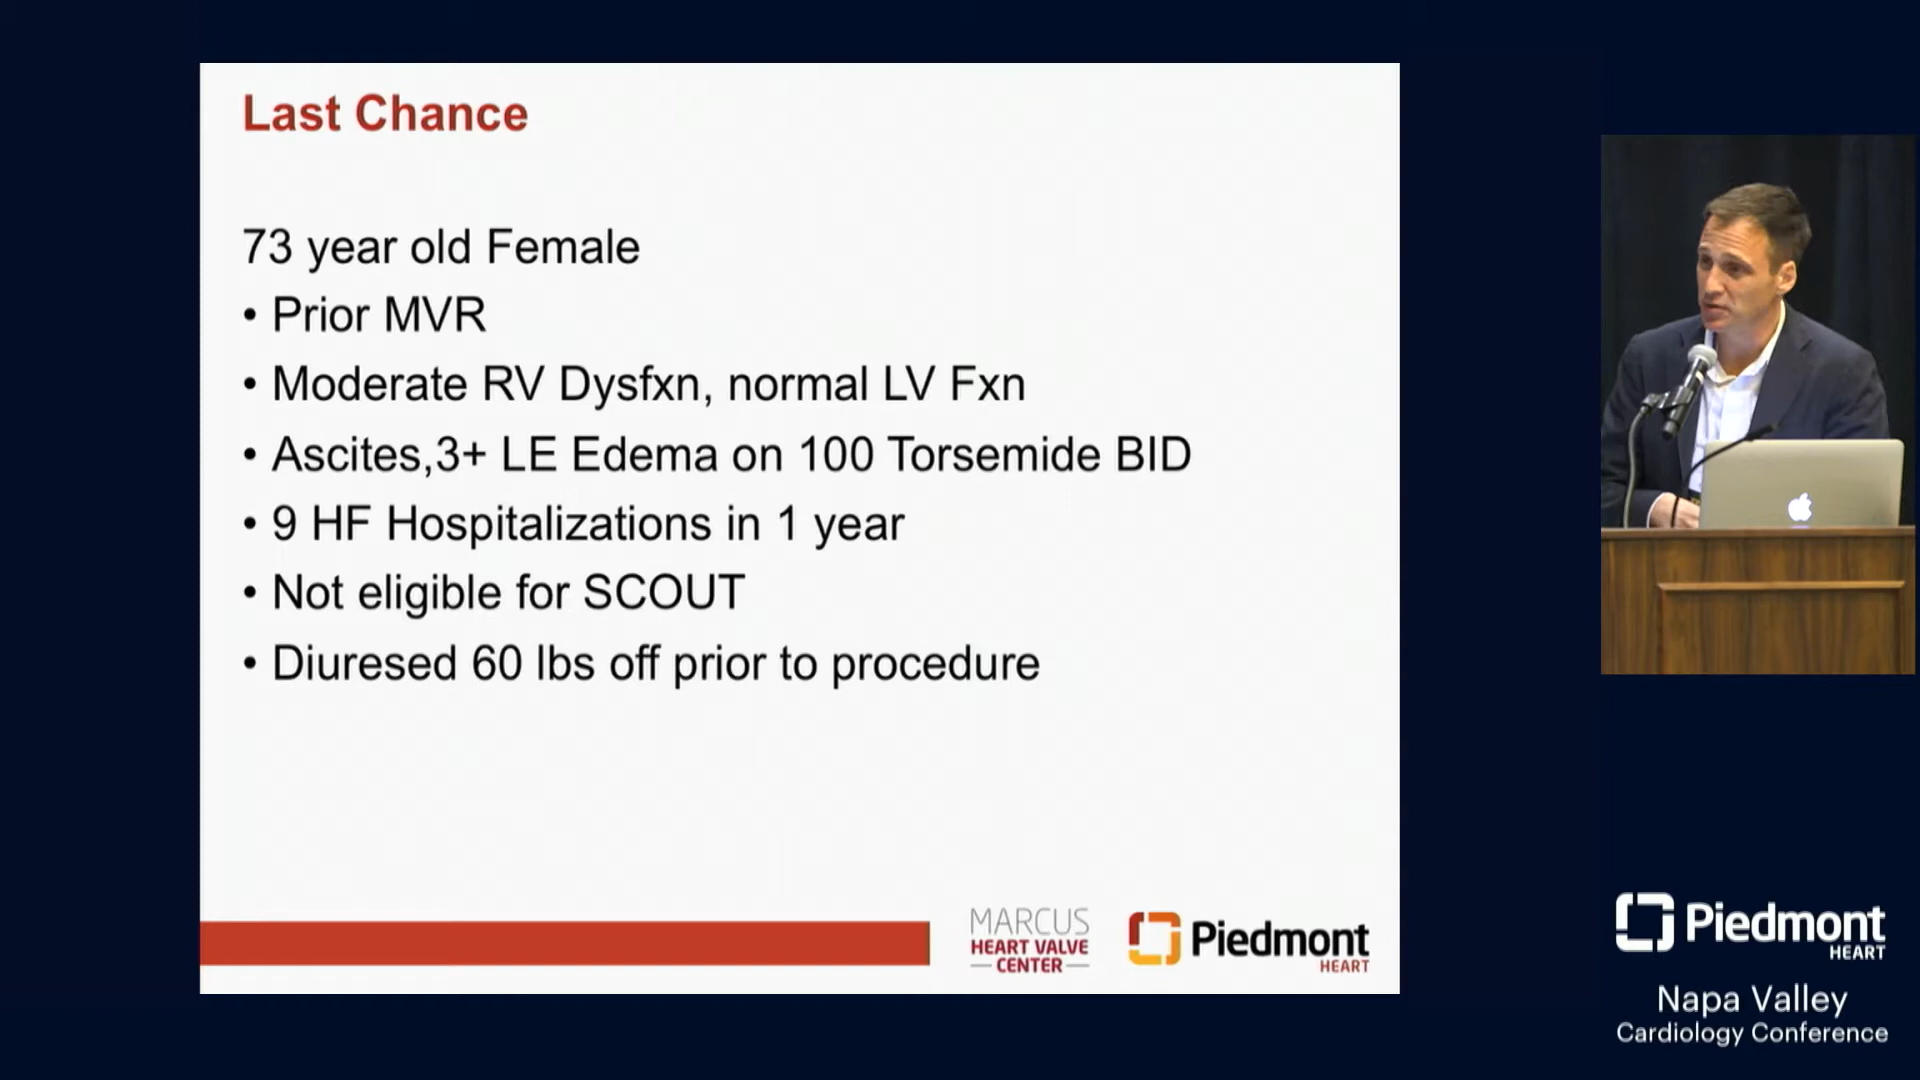 Last Chance
73 year old Female
• Prior MVR
• Moderate RV Dysfxn, normal LV Fxn
• Ascites,3+ LE Edema on 100 Torsemide BID
• 9 HF Hospitalizations in 1 year
• Not eligible for SCOUT
• Diuresed 60 lbs off prior to procedure
MARCUS
HEART VALVE
CENTER
Piedmont
HEART
Piedmont
HEART
Napa Valley
Cardiology Conference